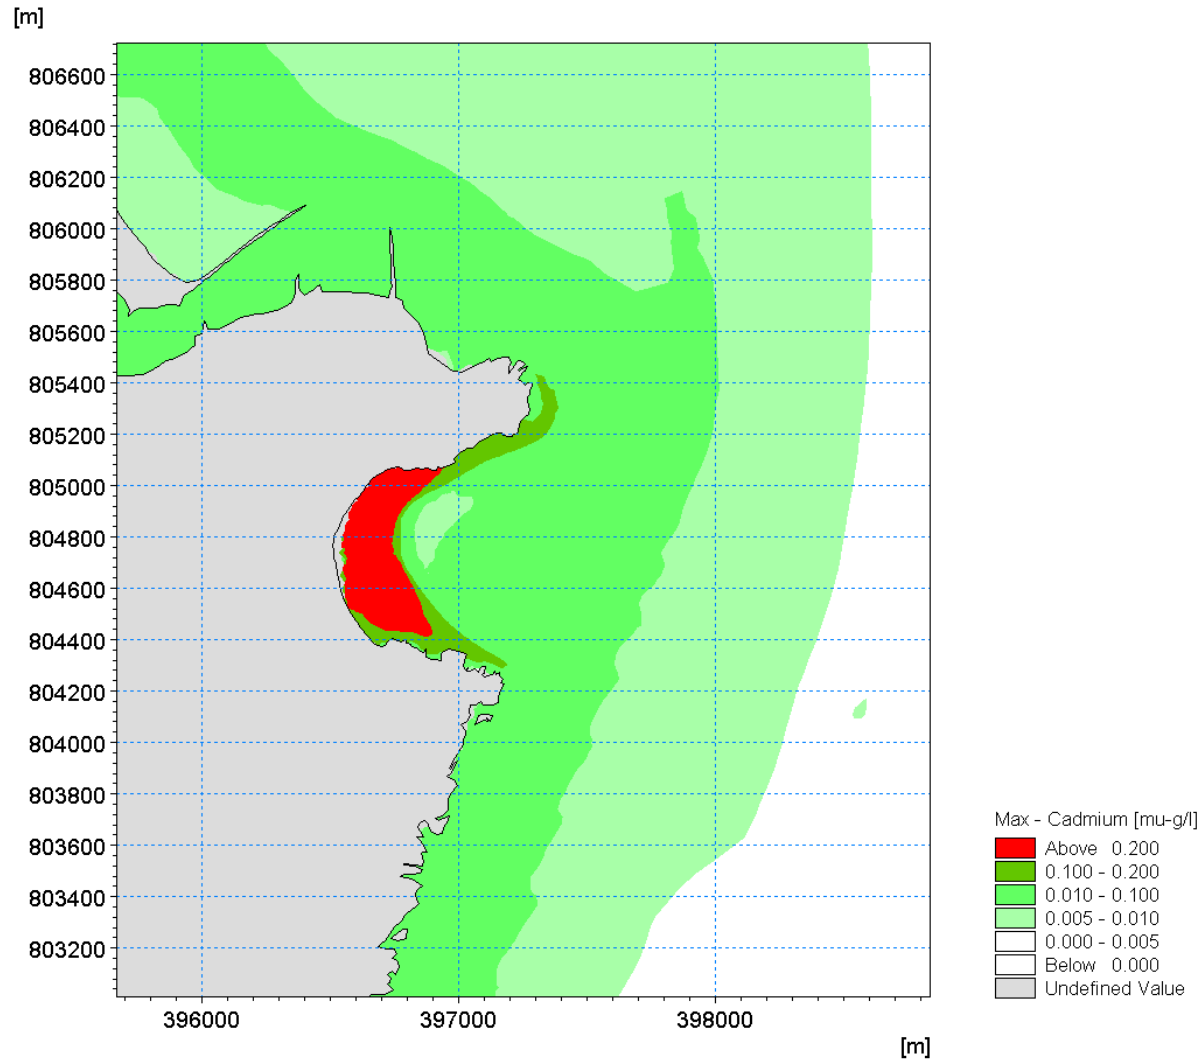 [m]
806600
806400
806200
806000
805800
805600
805400
805200
805000
804800
804600
804400
804200
804000
803800
803600
803400
803200
396000 397000 398000
[m]
Max - Cadmium [mu-g/l]
Above 0.200
0.100 - 0.200
0.010 - 0.100
0.005 - 0.010
0.000 - 0.005
Below 0.000
Undefined Value